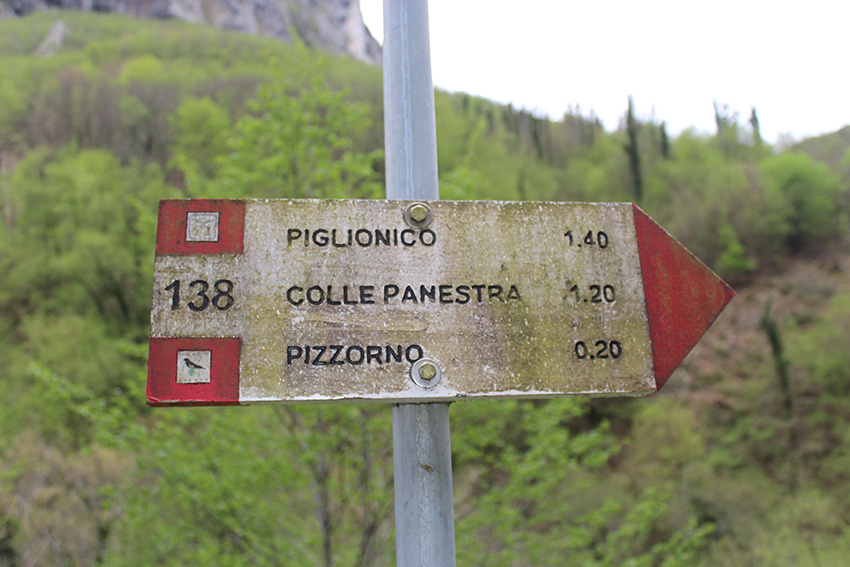 138
PIGLIONICO 1.40
COLLE PANESTRA 1.20
PIZZORNO 0.20